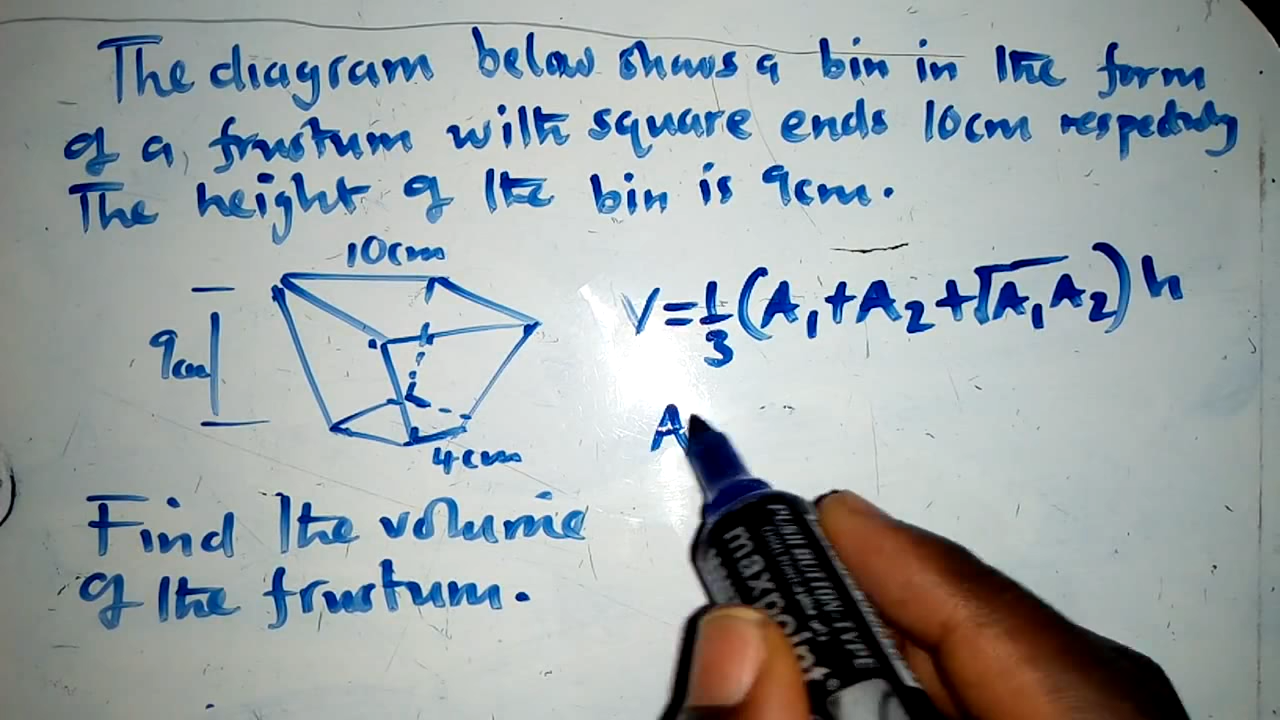 The diagram below shows a bin in the form
of a frustum with square ends 10cm respectively
The height of the bin is 9cm.
10cm
9cm
4cm
V=1/3(A₁+A₂+√A₁A₂)h
A
Find the volume
of the frustum.
maxpoint